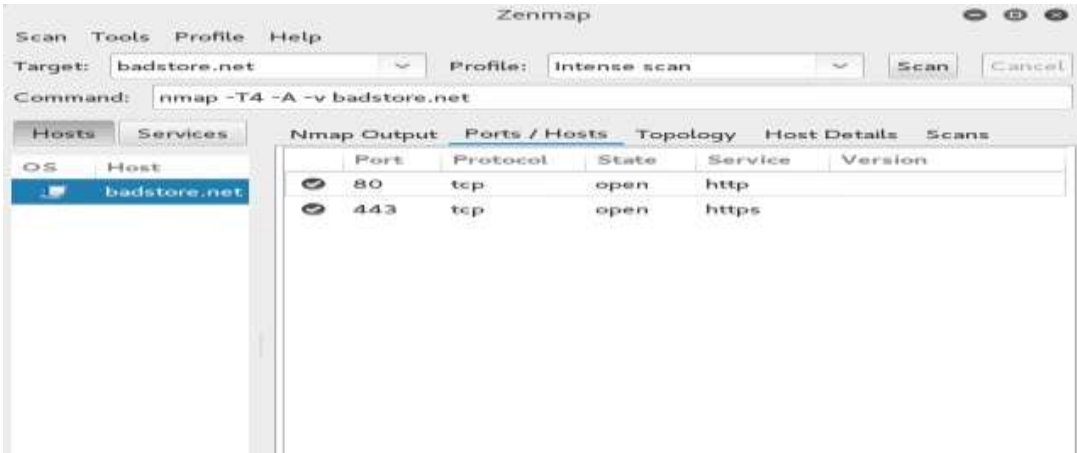 Zenmap
Scan Tools Profile Help
Target: badstore.net Profile: Intense scan Scan Cancel
Command: nmap -T4 -A -v badstore.net
Hosts Services Nmap Output Ports / Hosts Topology Host Details Scans
OS Host Port Protocol State Service Version
badstore.net 80 tcp open http
443 tcp open https